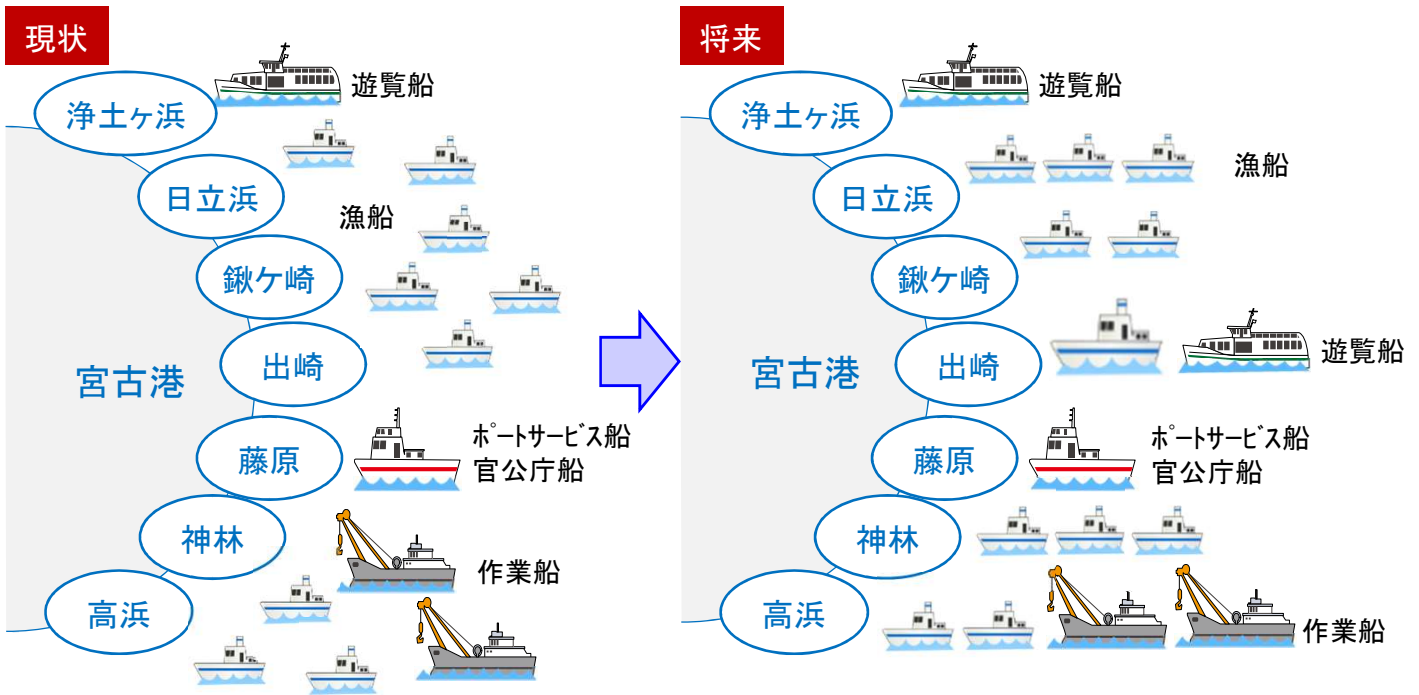 現状
遊覧船
浄土ヶ浜
日立浜
漁船
鍬ケ崎
出崎
宮古港
藤原
ポートサービス船
官公庁船
神林
作業船
高浜
将来
遊覧船
浄土ヶ浜
漁船
日立浜
鍬ケ崎
遊覧船
出崎
宮古港
藤原
ポートサービス船
官公庁船
神林
高浜
作業船